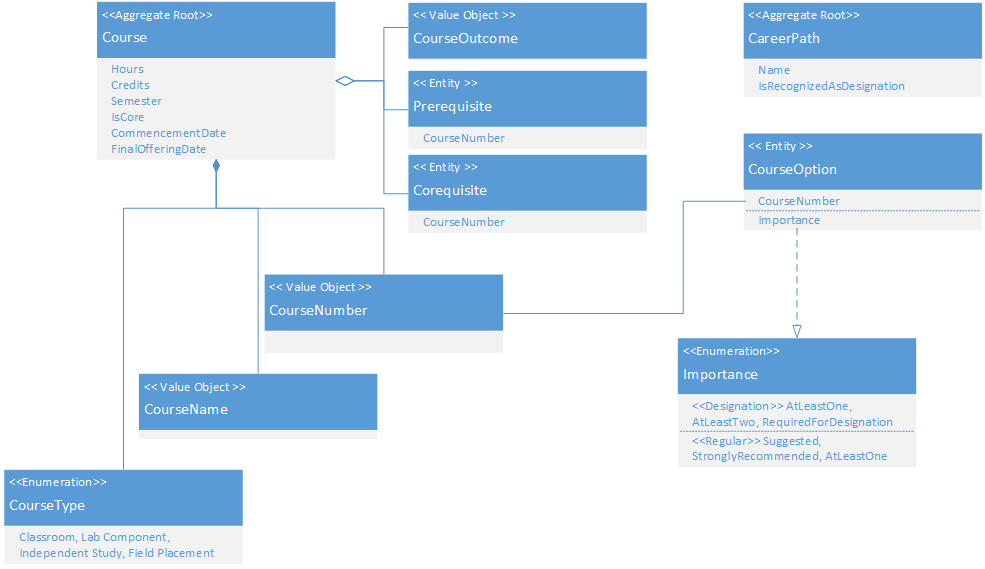 <<Aggregate Root>>
Course
Hours
Credits
Semester
IsCore
CommencementDate
FinalOfferingDate
<< Value Object >>
CourseOutcome
<< Entity >>
Prerequisite
CourseNumber
<< Entity >>
Corequisite
CourseNumber
<<Aggregate Root>>
CareerPath
Name
IsRecognizedAsDesignation
<< Entity >>
CourseOption
CourseNumber
Importance
<< Value Object >>
CourseNumber
<<Enumeration>>
Importance
<<Designation>> AtLeastOne,
AtLeastTwo, RequiredForDesignation
<<Regular>> Suggested,
StronglyRecommended, AtLeastOne
<< Value Object >>
CourseName
<<Enumeration>>
CourseType
Classroom, Lab Component,
Independent Study, Field Placement